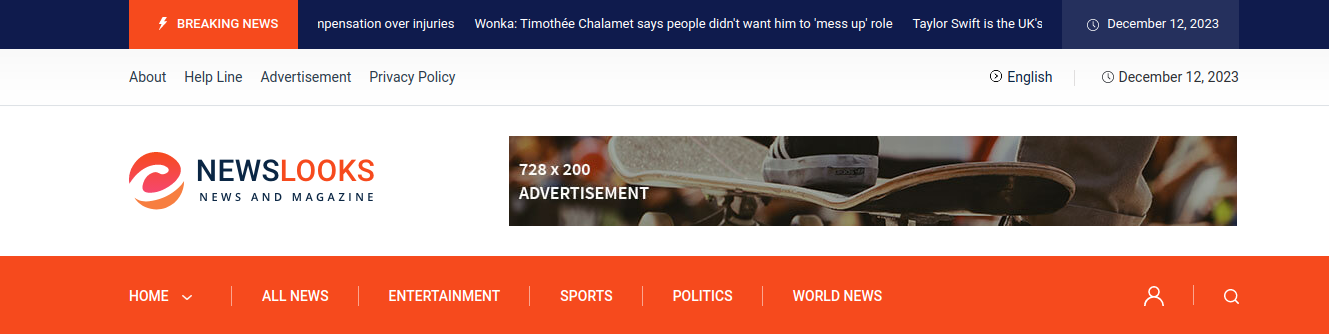 BREAKING NEWS npensation over injuries Wonka: Timothée Chalamet says people didn't want him to 'mess up' role Taylor Swift is the UK's December 12, 2023
About Help Line Advertisement Privacy Policy English December 12, 2023
728 x 200
NEWSLOOKS
ADVERTISEMENT
NEWS AND MAGAZINE
HOME ALL NEWS ENTERTAINMENT SPORTS POLITICS WORLD NEWS